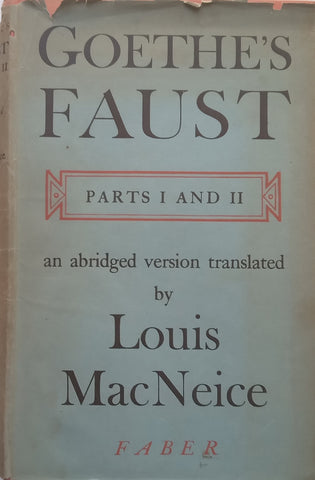 GOETHE'S
FAUST
PARTS I AND II
an abridged version translated
by
Louis
MacNeice
FABER